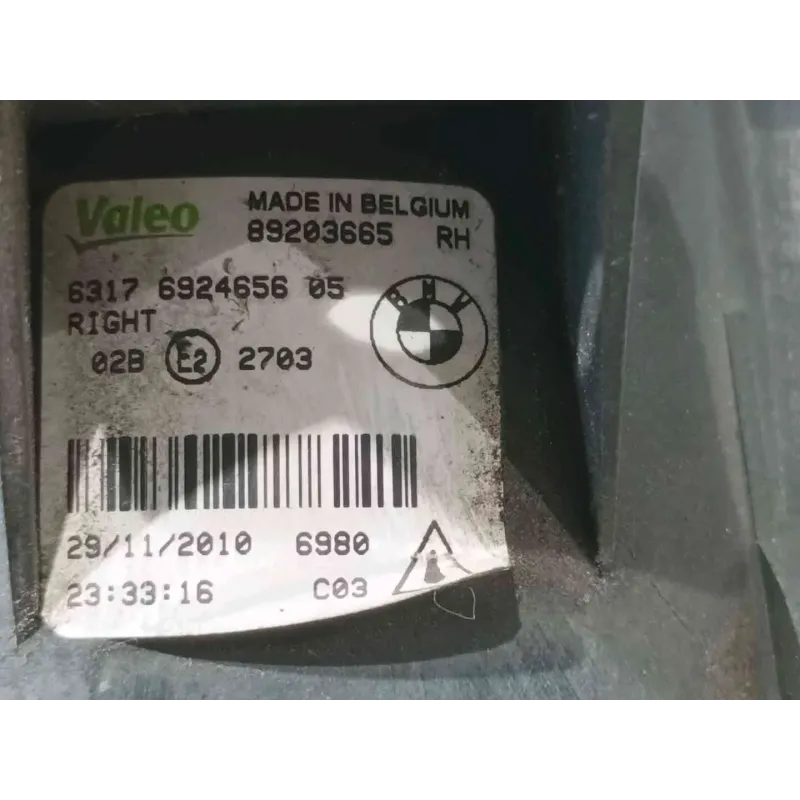 Valeo MADE IN BELGIUM
89203665 RH
6317 6924656 05
RIGHT
BMW
02B E2 2703
29/11/2010 6980
23:33:16 C03